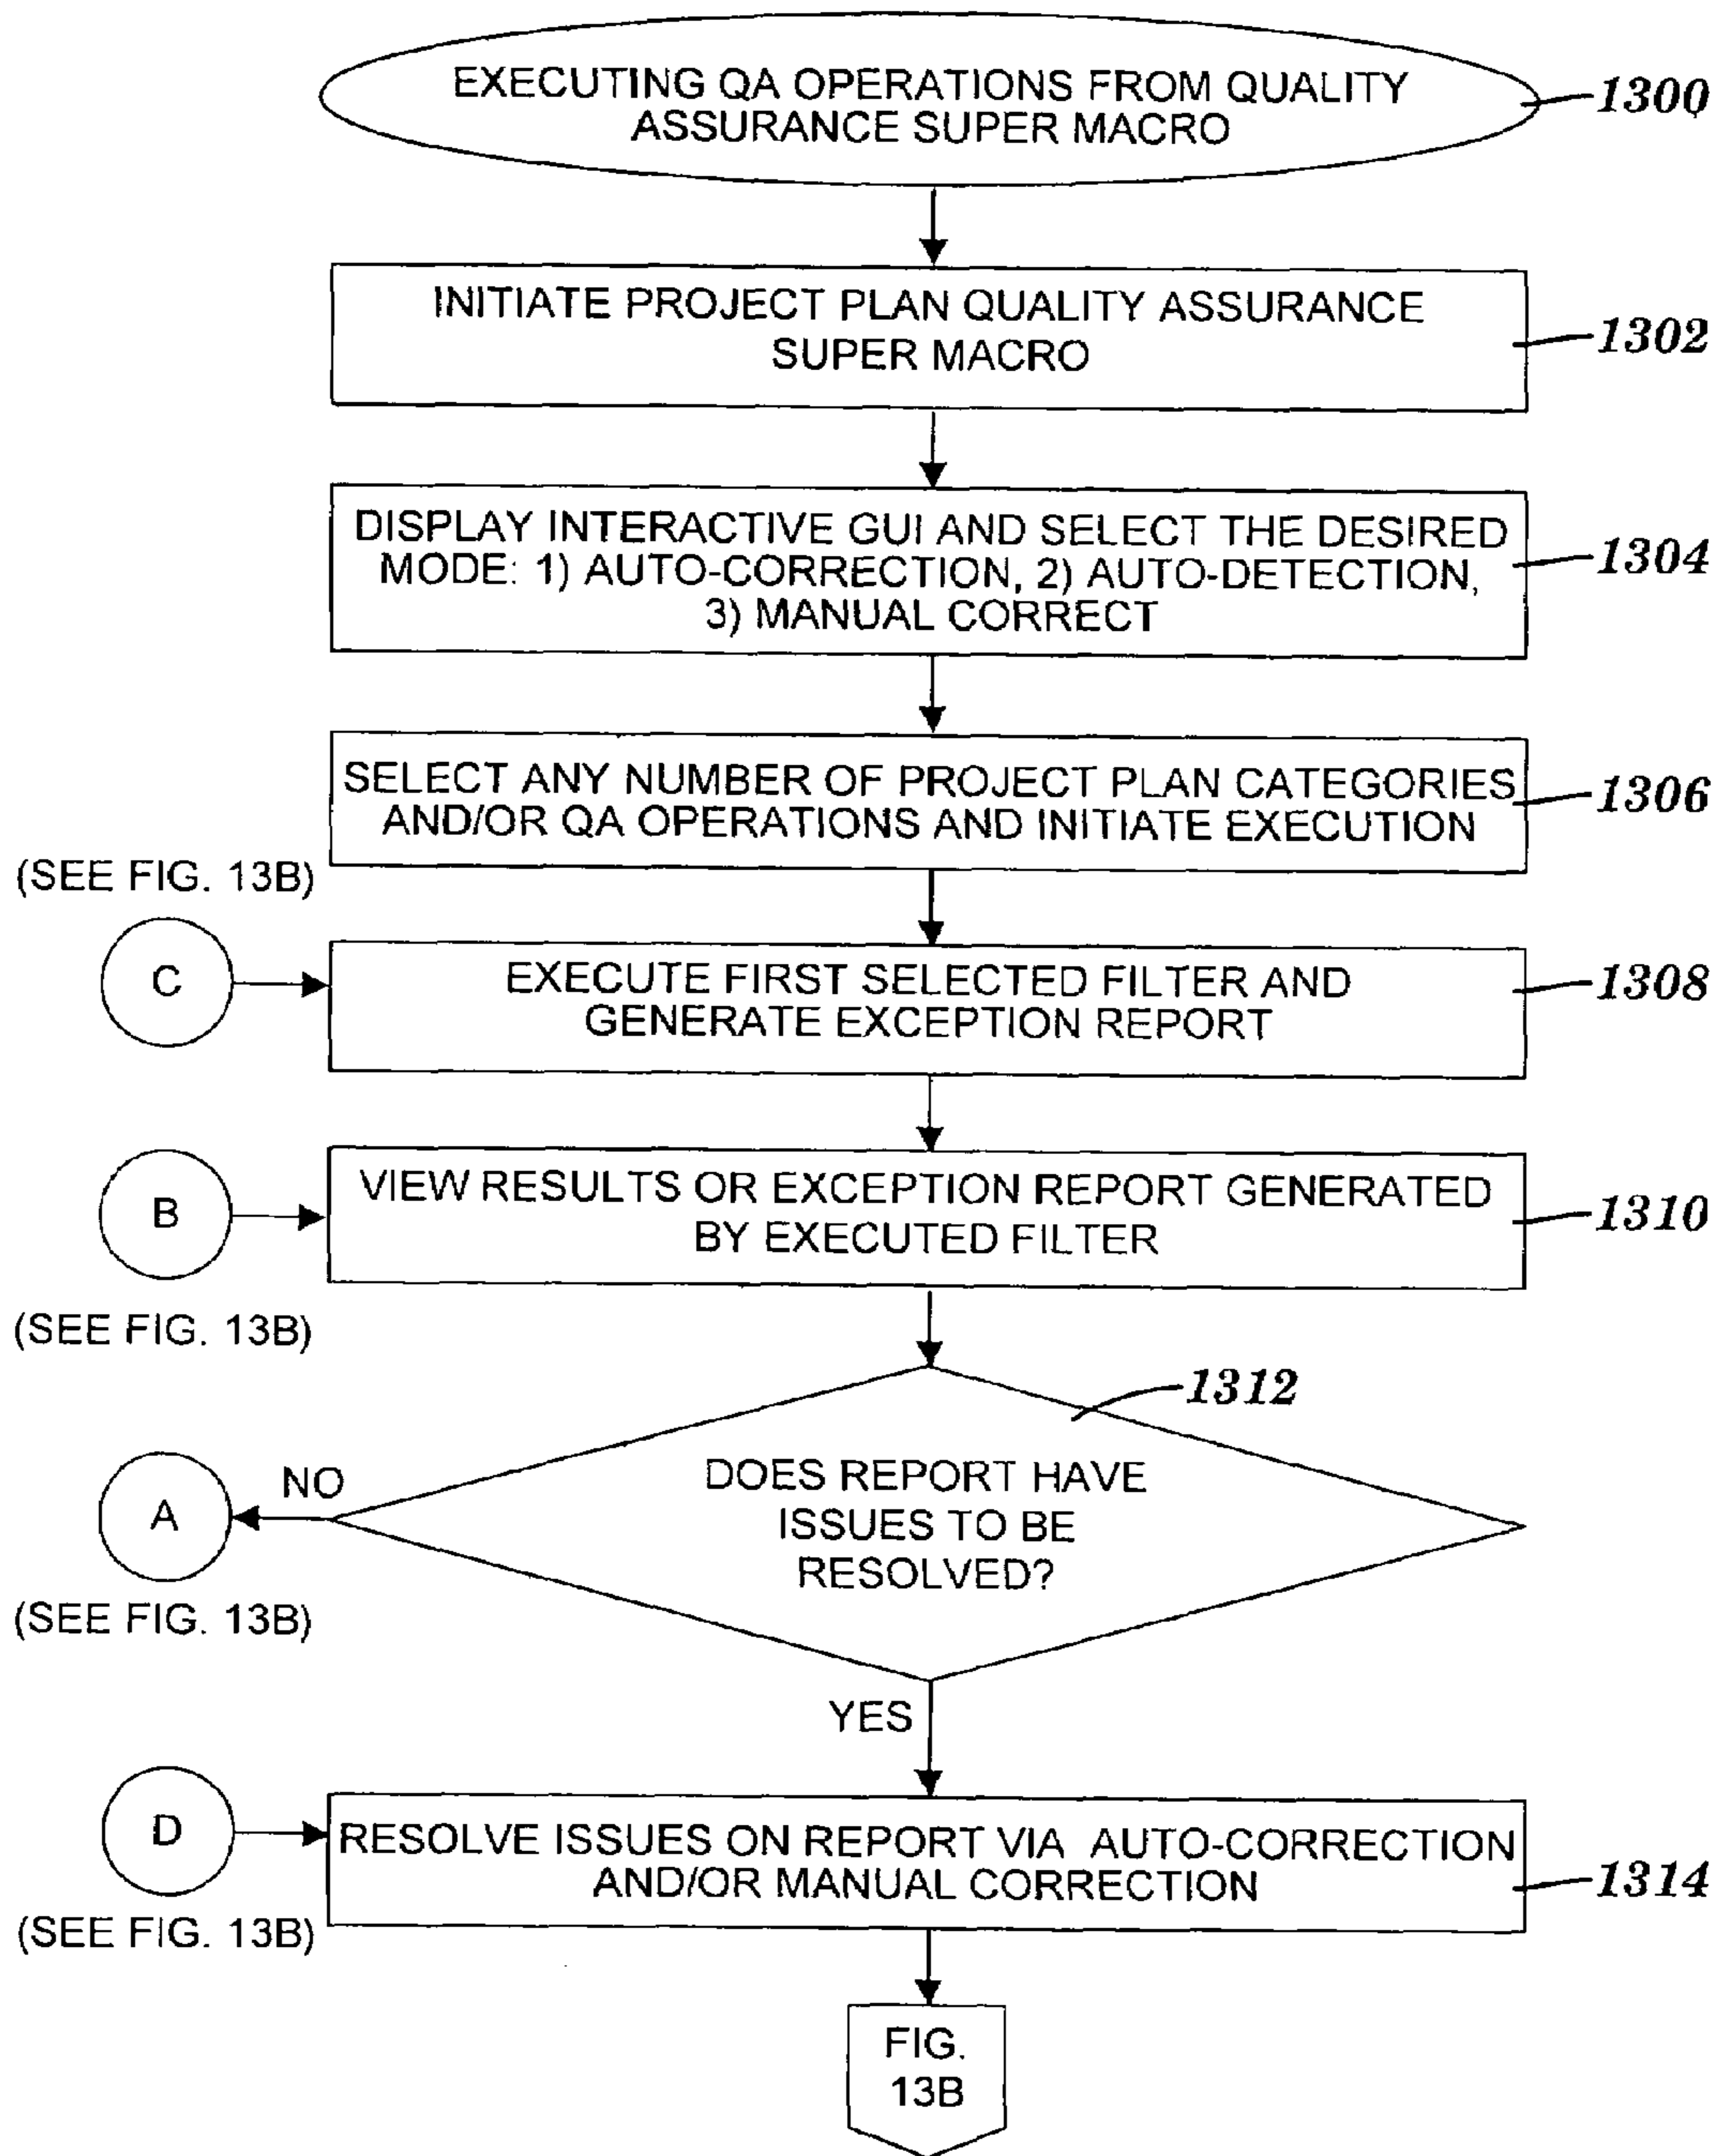 EXECUTING QA OPERATIONS FROM QUALITY
ASSURANCE SUPER MACRO
1300
INITIATE PROJECT PLAN QUALITY ASSURANCE
SUPER MACRO
1302
DISPLAY INTERACTIVE GUI AND SELECT THE DESIRED
MODE: 1) AUTO-CORRECTION, 2) AUTO-DETECTION,
3) MANUAL CORRECT
1304
SELECT ANY NUMBER OF PROJECT PLAN CATEGORIES
AND/OR QA OPERATIONS AND INITIATE EXECUTION
1306
(SEE FIG. 13B)
C
EXECUTE FIRST SELECTED FILTER AND
GENERATE EXCEPTION REPORT
1308
B
VIEW RESULTS OR EXCEPTION REPORT GENERATED
BY EXECUTED FILTER
1310
(SEE FIG. 13B)
1312
DOES REPORT HAVE
ISSUES TO BE
RESOLVED?
NO
A
(SEE FIG. 13B)
YES
D
RESOLVE ISSUES ON REPORT VIA AUTO-CORRECTION
AND/OR MANUAL CORRECTION
1314
(SEE FIG. 13B)
FIG.
13B